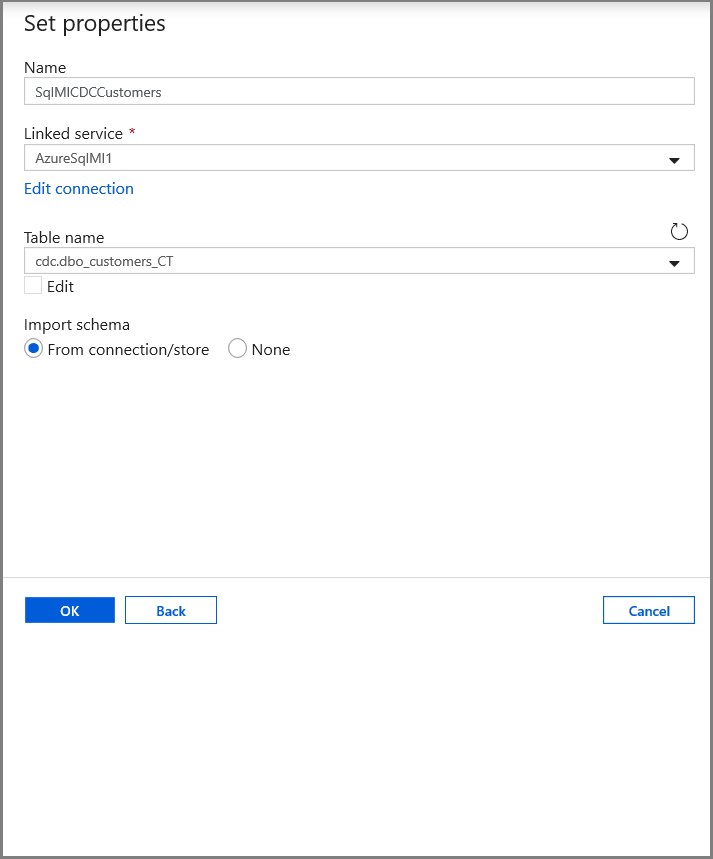 Set properties
Name
SqlMICDCCustomers
Linked service *
AzureSqlMI1
Edit connection
Table name
cdc.dbo_customers_CT
Edit
Import schema
From connection/store None
OK Back Cancel